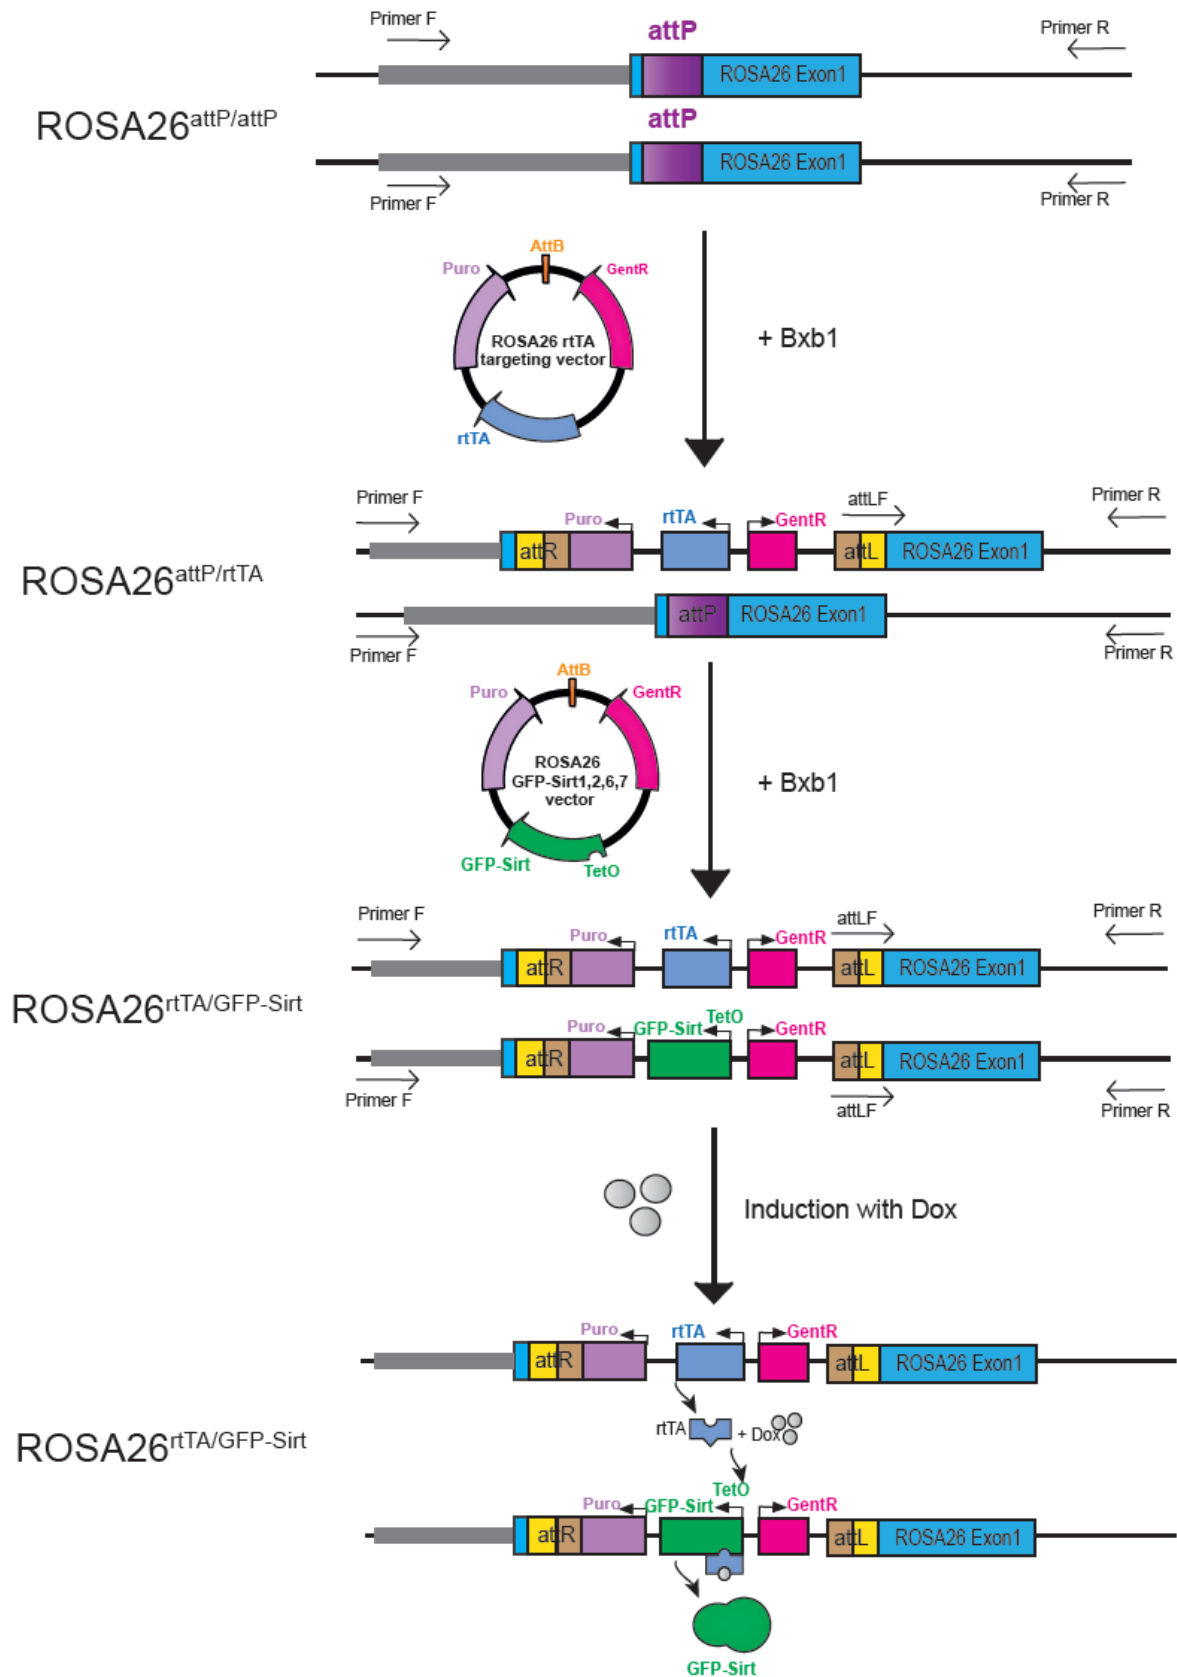 Primer F
attP
Primer R
ROSA26 Exon1
ROSA26attP/attP
attP
ROSA26 Exon1
Primer F
Primer R
AttB
Puro
GentR
ROSA26 rtTA
targeting vector
+ Bxb1
rtTA
Primer F
Puro
rtTA
GentR
attLF
Primer R
attR
attL
ROSA26 Exon1
ROSA26attP/rtTA
attP
ROSA26 Exon1
Primer F
Primer R
AttB
Puro
GentR
ROSA26
GFP-Sirt1,2,6,7
vector
+ Bxb1
GFP-Sirt
TetO
Primer F
Puro
rtTA
GentR
attLF
Primer R
attR
attL
ROSA26 Exon1
ROSA26rtTA/GFP-Sirt
Puro
GFP-Sirt
TetO
GentR
attR
attL
ROSA26 Exon1
Primer F
attLF
Primer R
Induction with Dox
Puro
rtTA
GentR
attR
attL
ROSA26 Exon1
rtTA
+ Dox
ROSA26rtTA/GFP-Sirt
Puro
GFP-Sirt
TetO
GentR
attR
attL
ROSA26 Exon1
GFP-Sirt